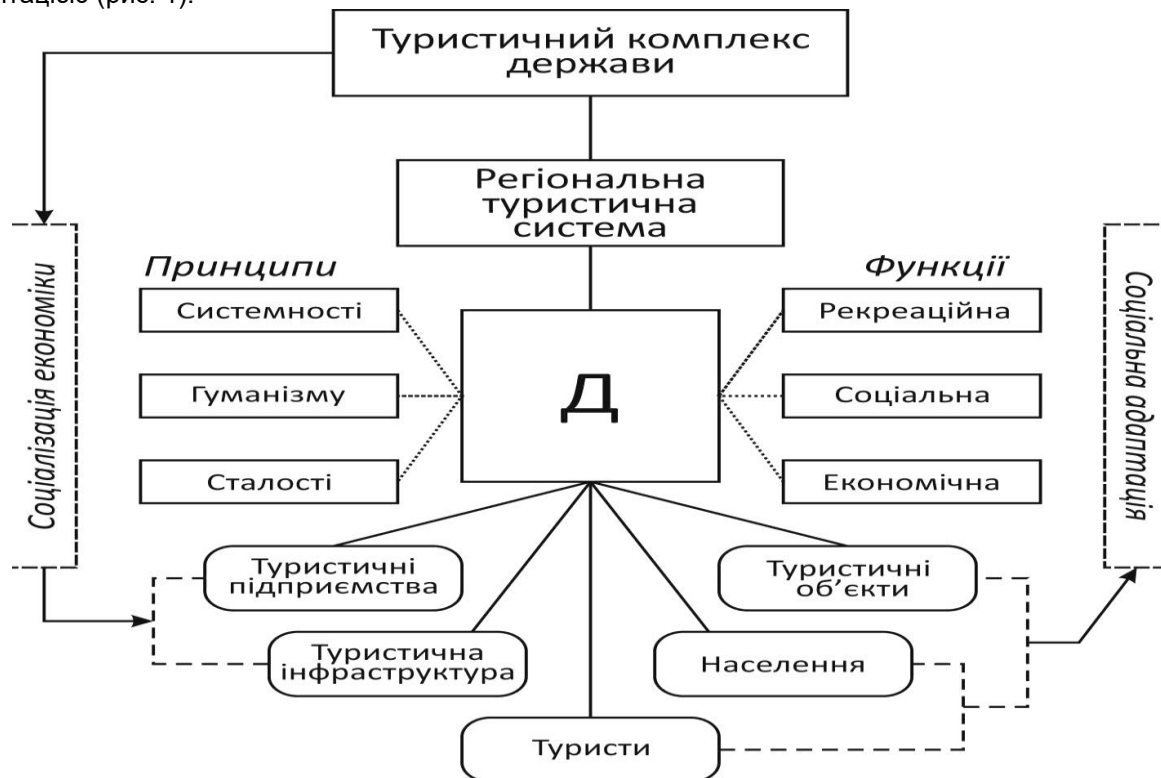 нтацією (рис. 1).
Туристичний комплекс
держави
Регіональна
туристична
система
Принципи
Функції
Системності
Рекреаційна
Гуманізму
Д
Соціальна
Сталості
Економічна
Соціалізація економіки
Соціальна адаптація
Туристичні
підприємства
Туристичні
об’єкти
Туристична
інфраструктура
Населення
Туристи